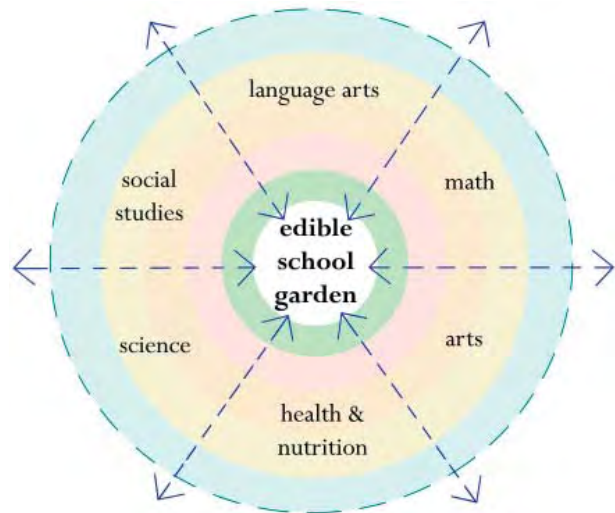 language arts
social
studies
math
edible
school
garden
science
arts
health &
nutrition